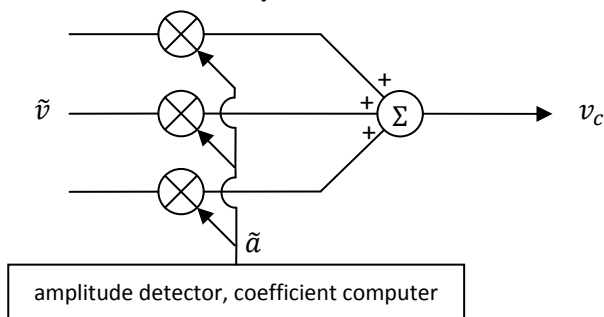 +
ṽ + Σ v_c
+
ã
amplitude detector, coefficient computer